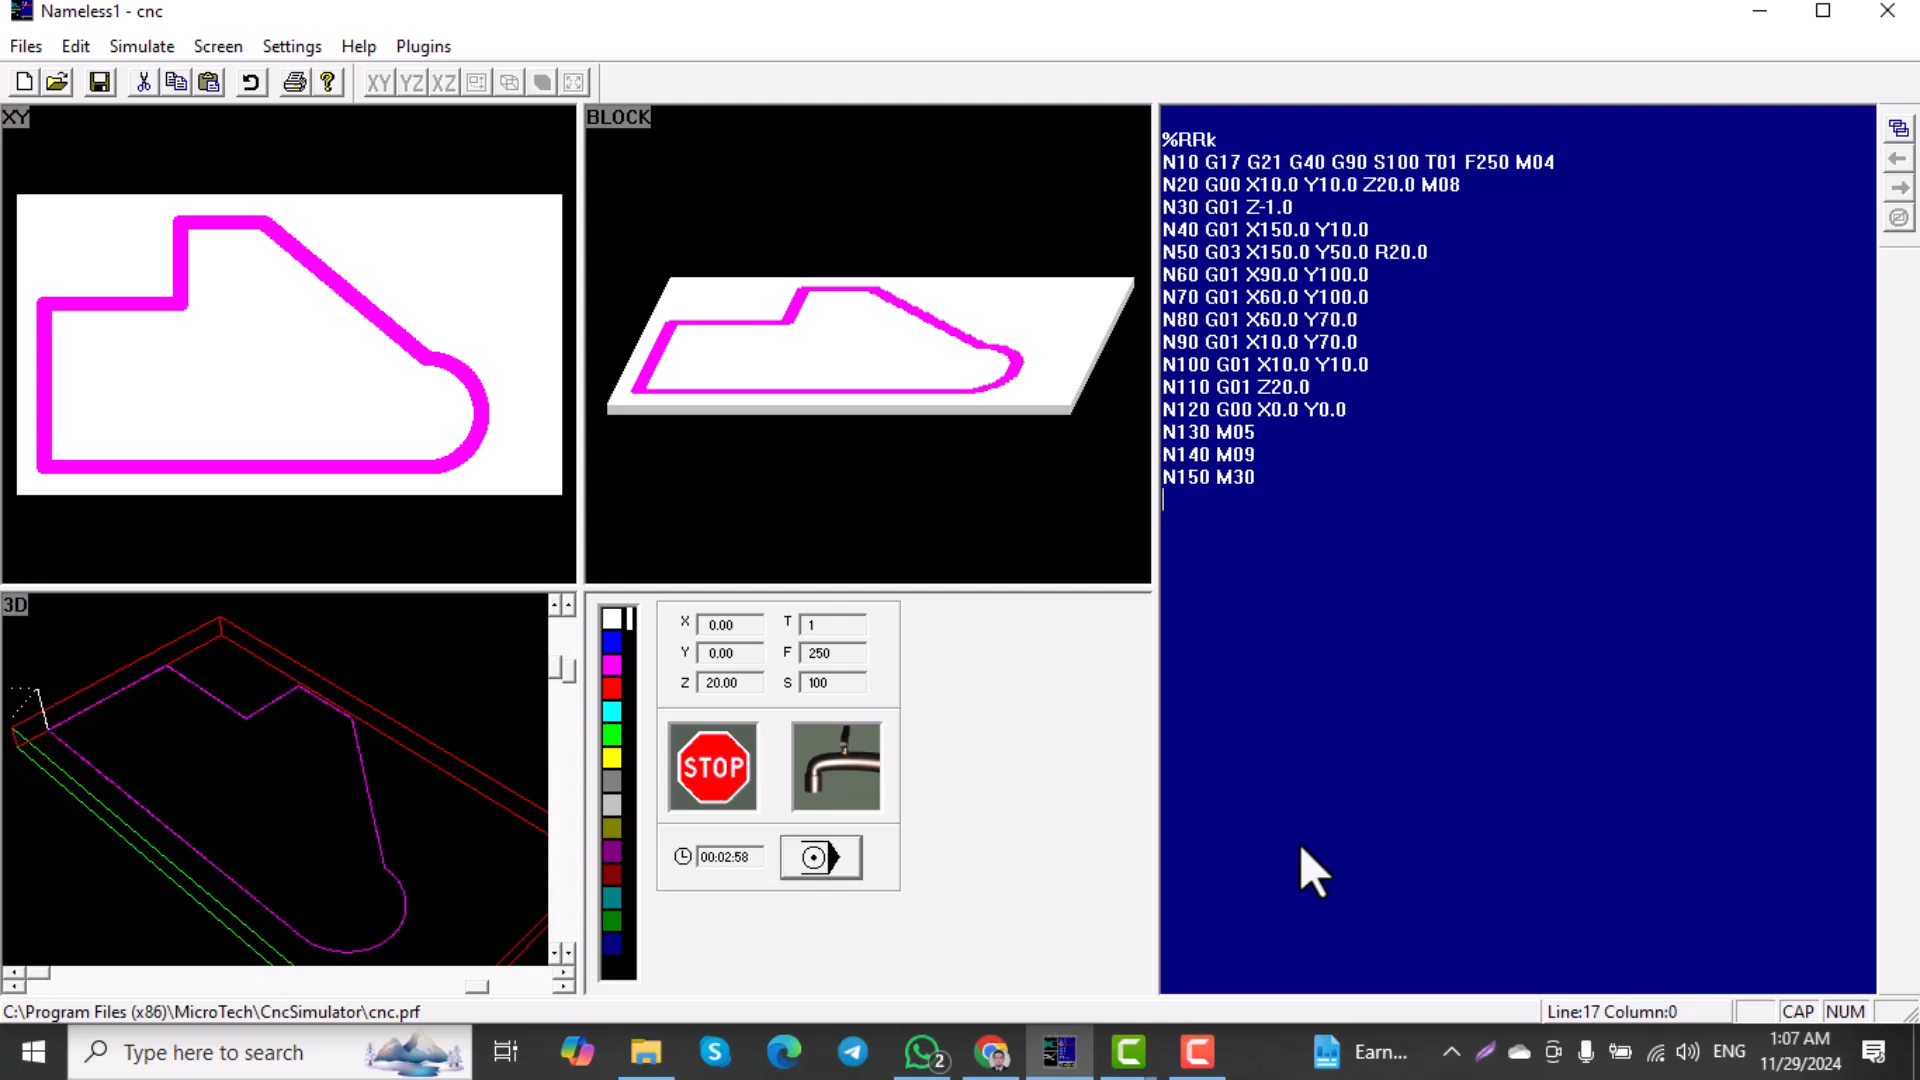 Nameless1 - cnc
Files Edit Simulate Screen Settings Help Plugins
XY YZ XZ
XY
BLOCK
%RRk
N10 G17 G21 G40 G90 S100 T01 F250 M04
N20 G00 X10.0 Y10.0 Z20.0 M08
N30 G01 Z-1.0
N40 G01 X150.0 Y10.0
N50 G03 X150.0 Y50.0 R20.0
N60 G01 X90.0 Y100.0
N70 G01 X60.0 Y100.0
N80 G01 X60.0 Y70.0
N90 G01 X10.0 Y70.0
N100 G01 X10.0 Y10.0
N110 G01 Z20.0
N120 G00 X0.0 Y0.0
N130 M05
N140 M09
N150 M30
3D
X 0.00 T 1
Y 0.00 F 250
Z 20.00 S 100
STOP
00:02:58
C:\Program Files (x86)\MicroTech\CncSimulator\cnc.prf
Line:17 Column:0 CAP NUM
Type here to search
2
Earn...
ENG
1:07 AM
11/29/2024